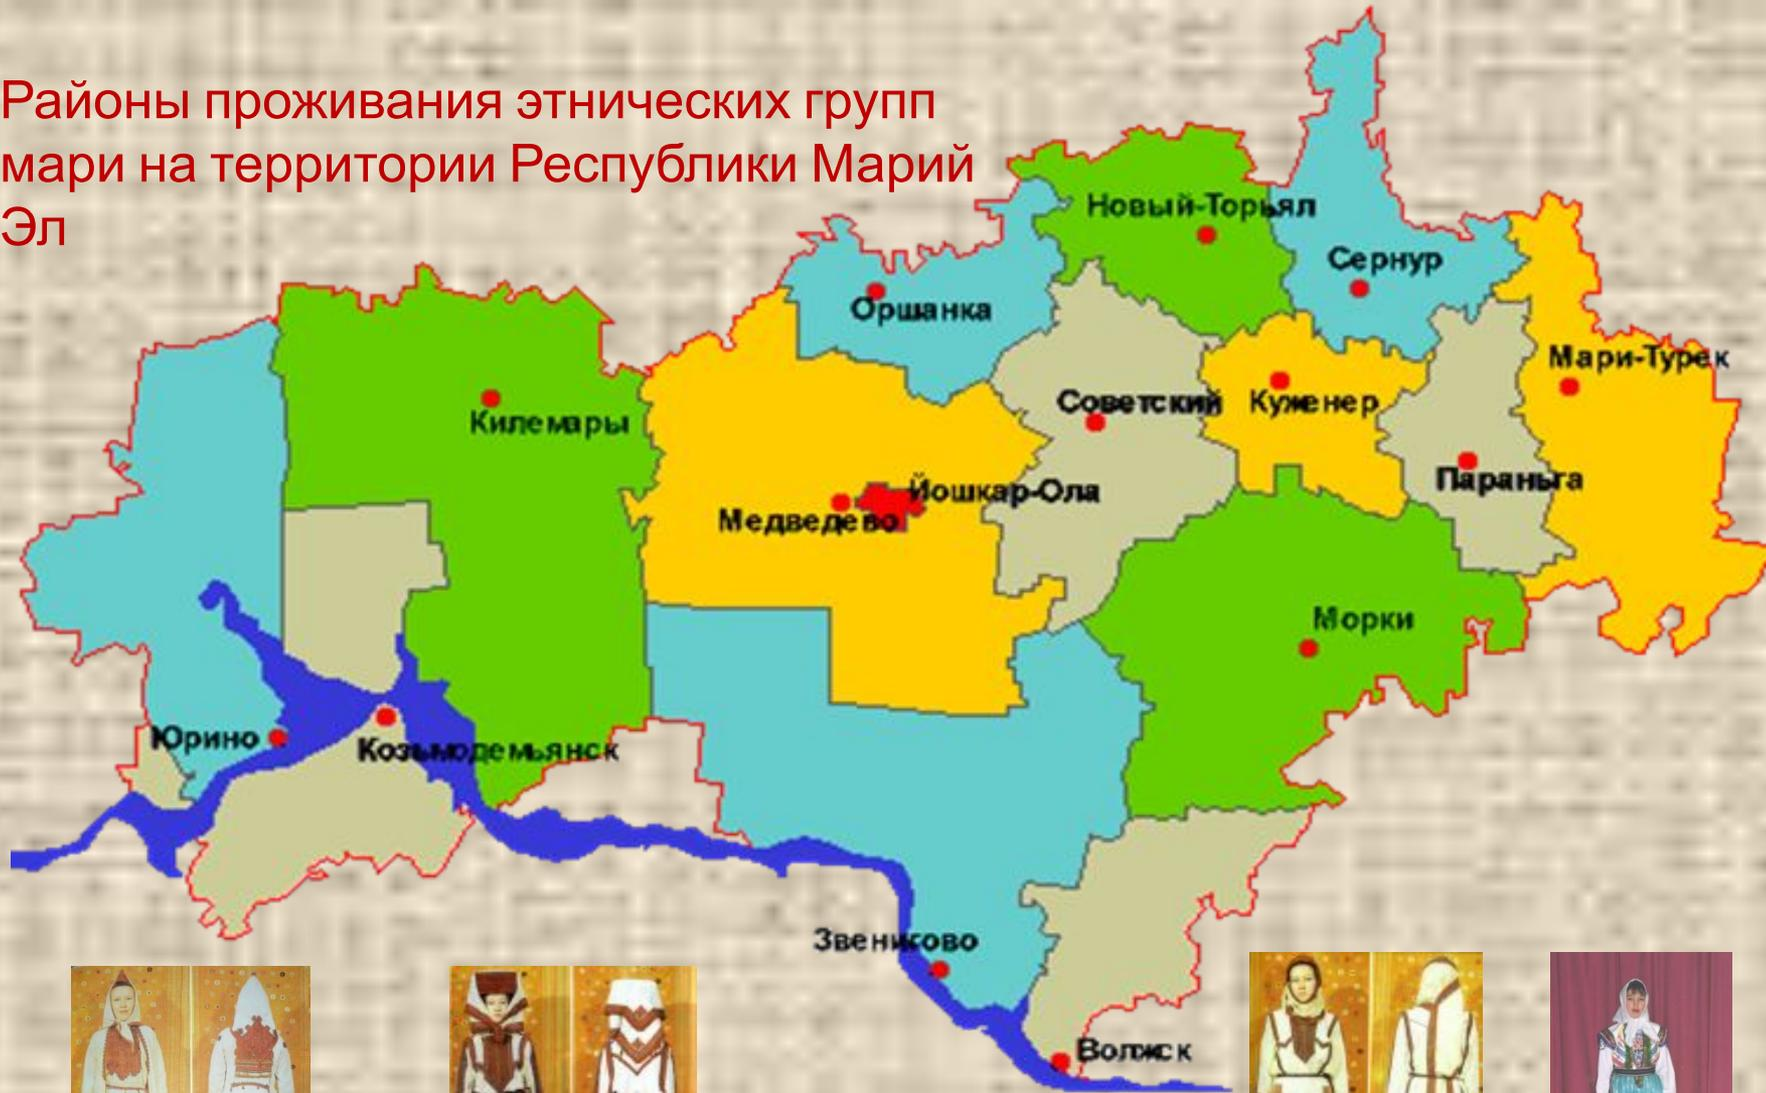 Районы проживания этнических групп
мари на территории Республики Марий
Эл
Новый-Торьял
Сернур
Оршанка
Мари-Турек
Килемары
Советский
Куженер
Параньга
Йошкар-Ола
Медведево
Морки
Юрино
Козьмодемьянск
Звенигово
Волжск